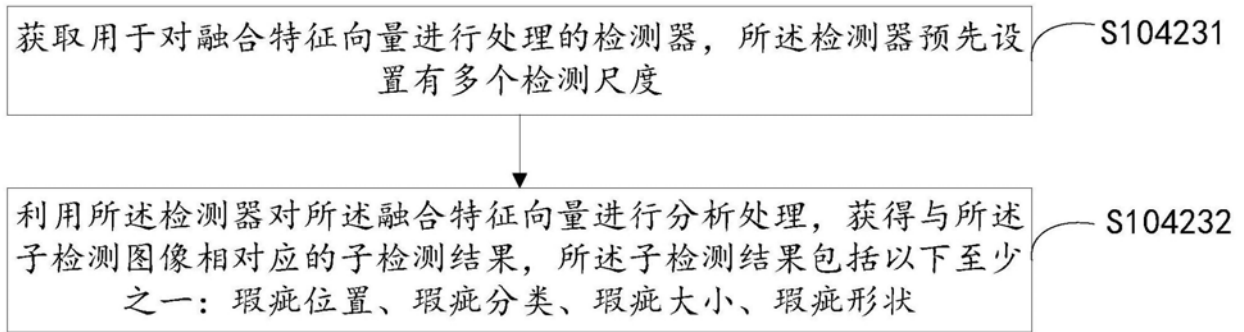 获取用于对融合特征向量进行处理的检测器，所述检测器预先设
置有多个检测尺度
S104231
利用所述检测器对所述融合特征向量进行分析处理，获得与所述
子检测图像相对应的子检测结果，所述子检测结果包括以下至少
之一：瑕疵位置、瑕疵分类、瑕疵大小、瑕疵形状
S104232